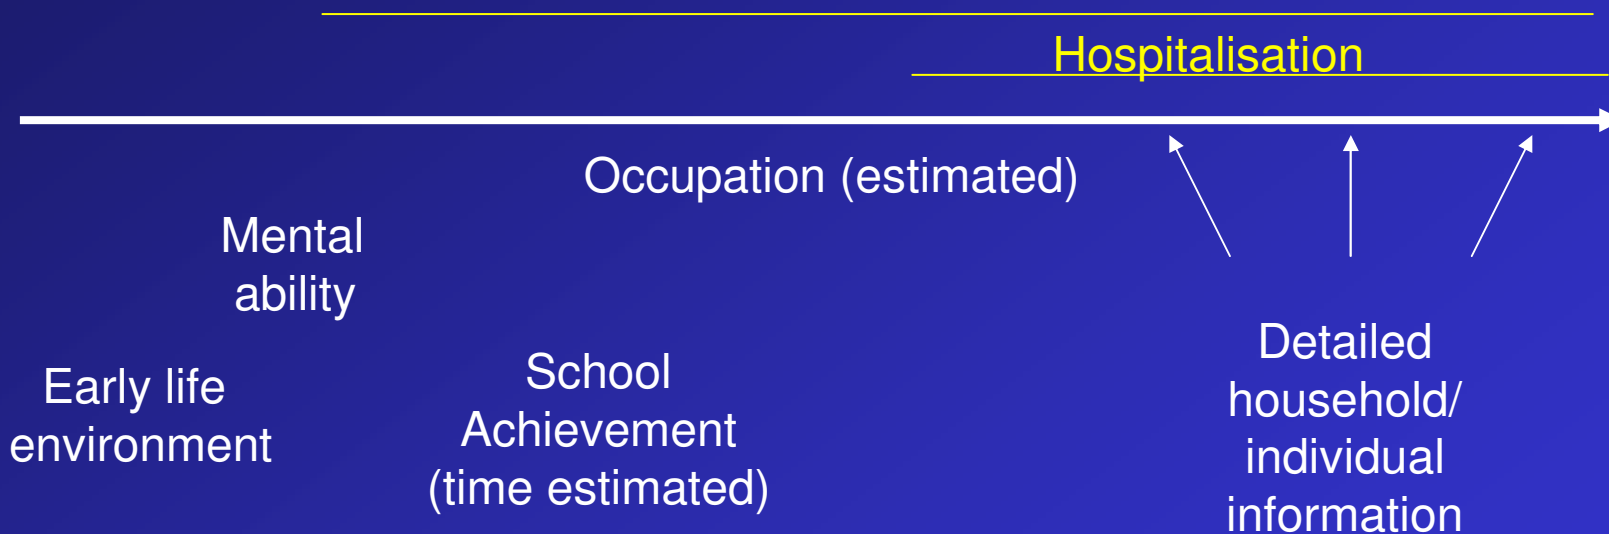 Hospitalisation
Occupation (estimated)
Mental
ability
Early life
environment
School
Achievement
(time estimated)
Detailed
household/
individual
information